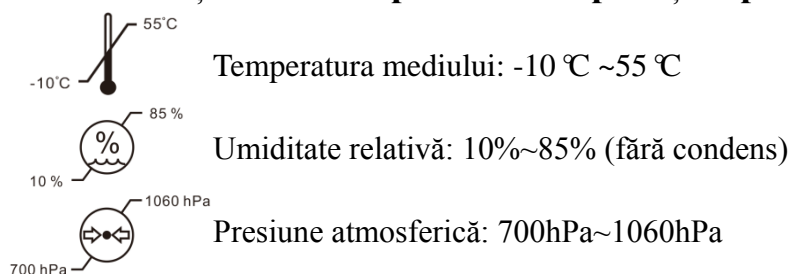 55°C
-10°C
Temperatura mediului: -10 ℃ ~55 ℃
85 %
%
10 %
Umiditate relativă: 10%~85% (fără condens)
1060 hPa
700 hPa
Presiune atmosferică: 700hPa~1060hPa